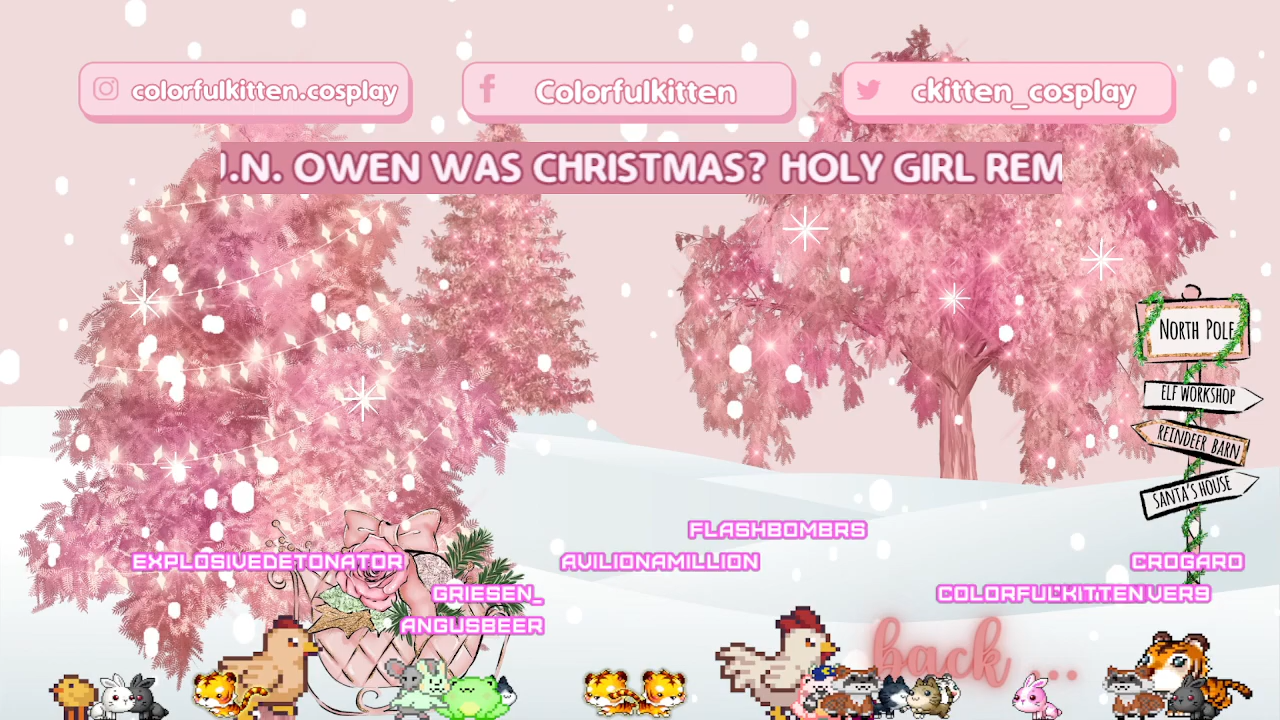 colorfulkitten.cosplay
Colorfulkitten
ckitten_cosplay
.N. OWEN WAS CHRISTMAS? HOLY GIRL REM
NORTH POLE
ELF WORKSHOP
REINDEER BARN
SANTA'S HOUSE
FLASHBOMBRS
EXPLOSIVEDETONATOR
AVILIONAMILLION
CROGARO
GRIESEN_
COLORFULKITTENVERS
ANGUSBEER
back ...